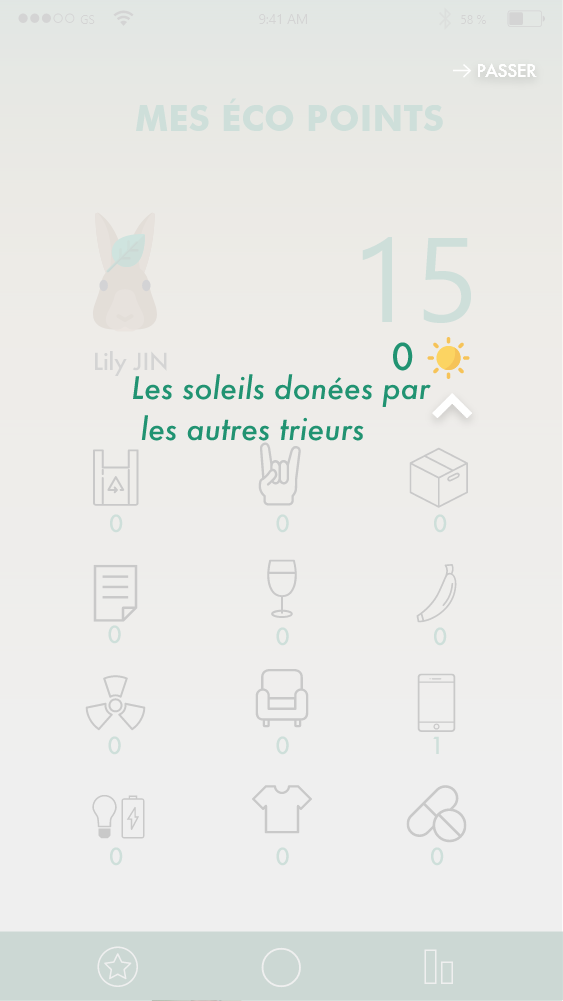 GS 9:41 AM 58 %
→ PASSER
MES ÉCO POINTS
15
Lily JIN 0
Les soleils donées par
les autres trieurs
0 0 0
0 0 0
0 0 1
0 0 0